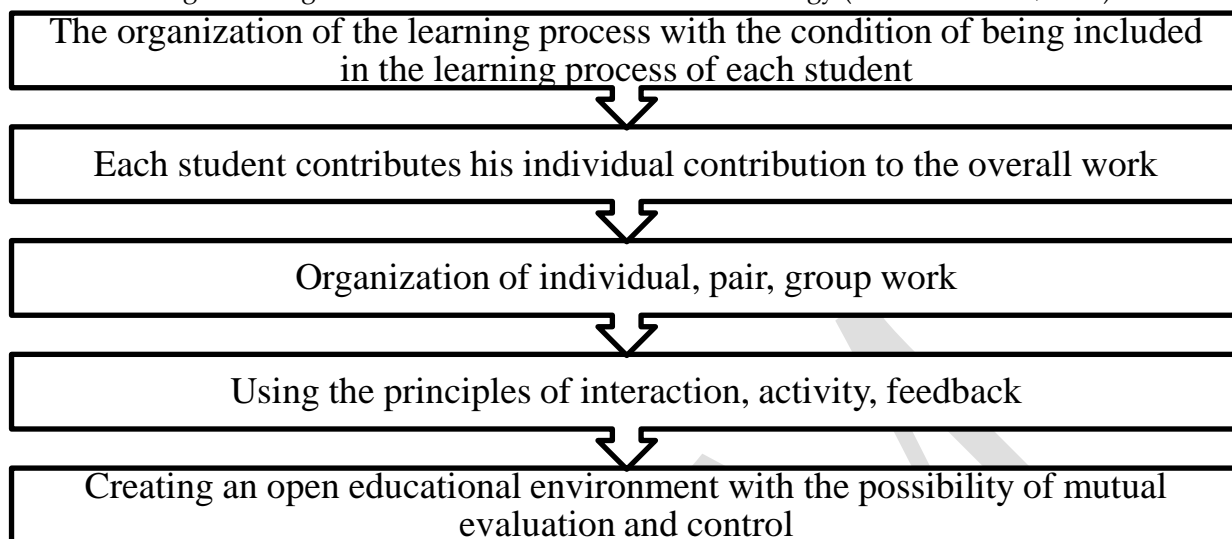 The organization of the learning process with the condition of being included
in the learning process of each student
Each student contributes his individual contribution to the overall work
Organization of individual, pair, group work
Using the principles of interaction, activity, feedback
Creating an open educational environment with the possibility of mutual
evaluation and control